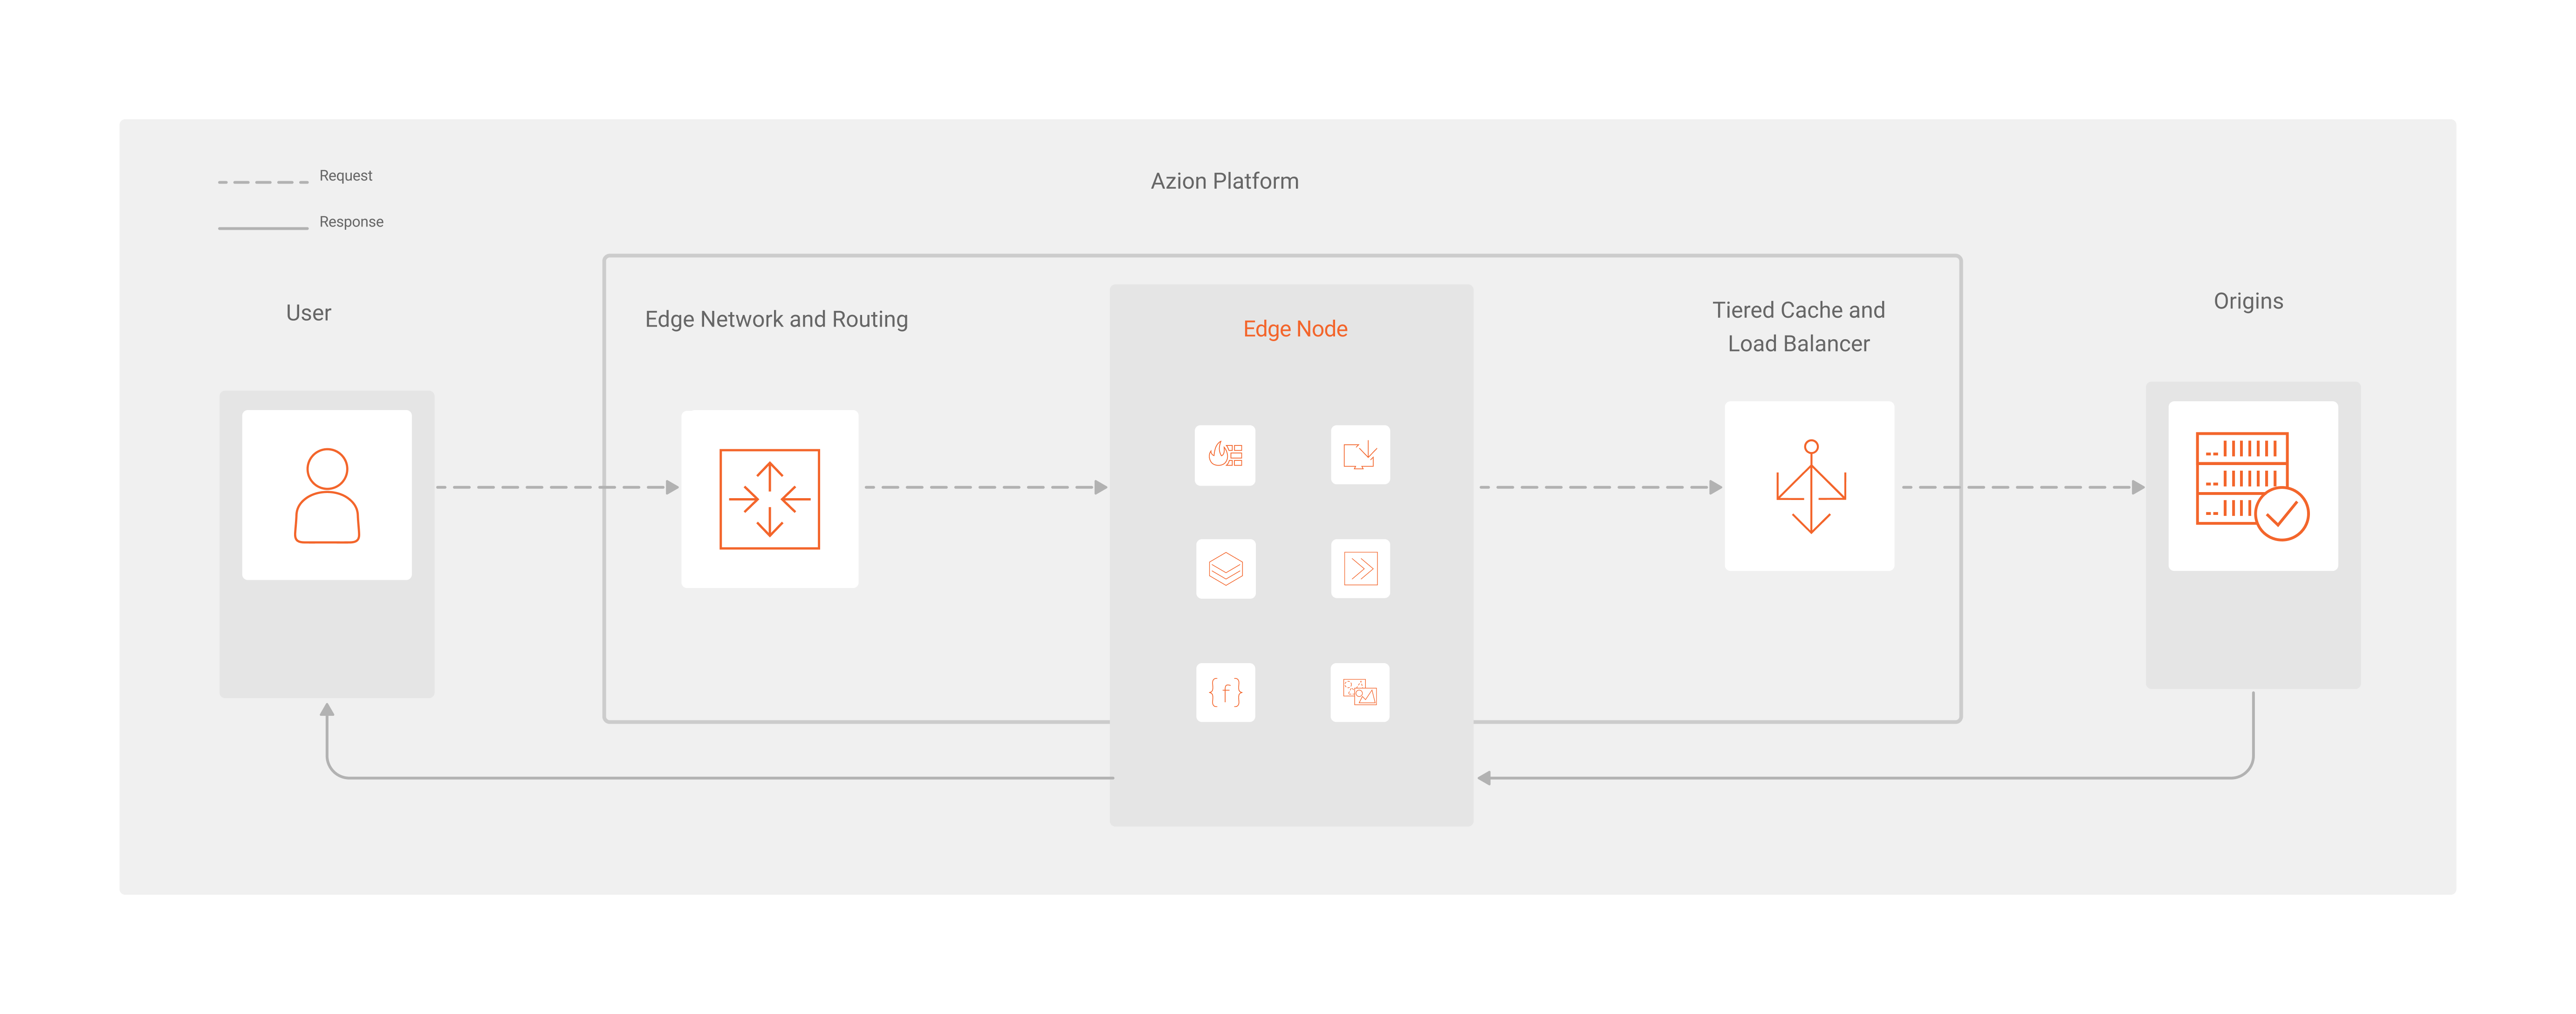 Request
Azion Platform
Response
User
Edge Network and Routing
Edge Node
Tiered Cache and
Load Balancer
Origins
{f}